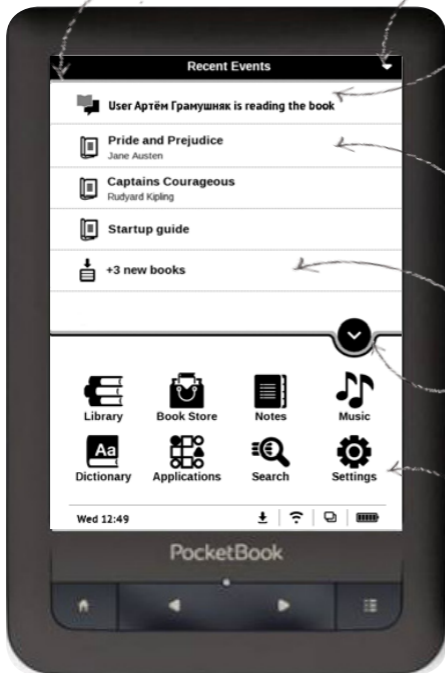 Recent Events
User Артём Грамушняк is reading the book
Pride and Prejudice
Jane Austen
Captains Courageous
Rudyard Kipling
Startup guide
+3 new books
Library Book Store Notes Music
Aa
Dictionary Applications Search Settings
Wed 12:49
PocketBook